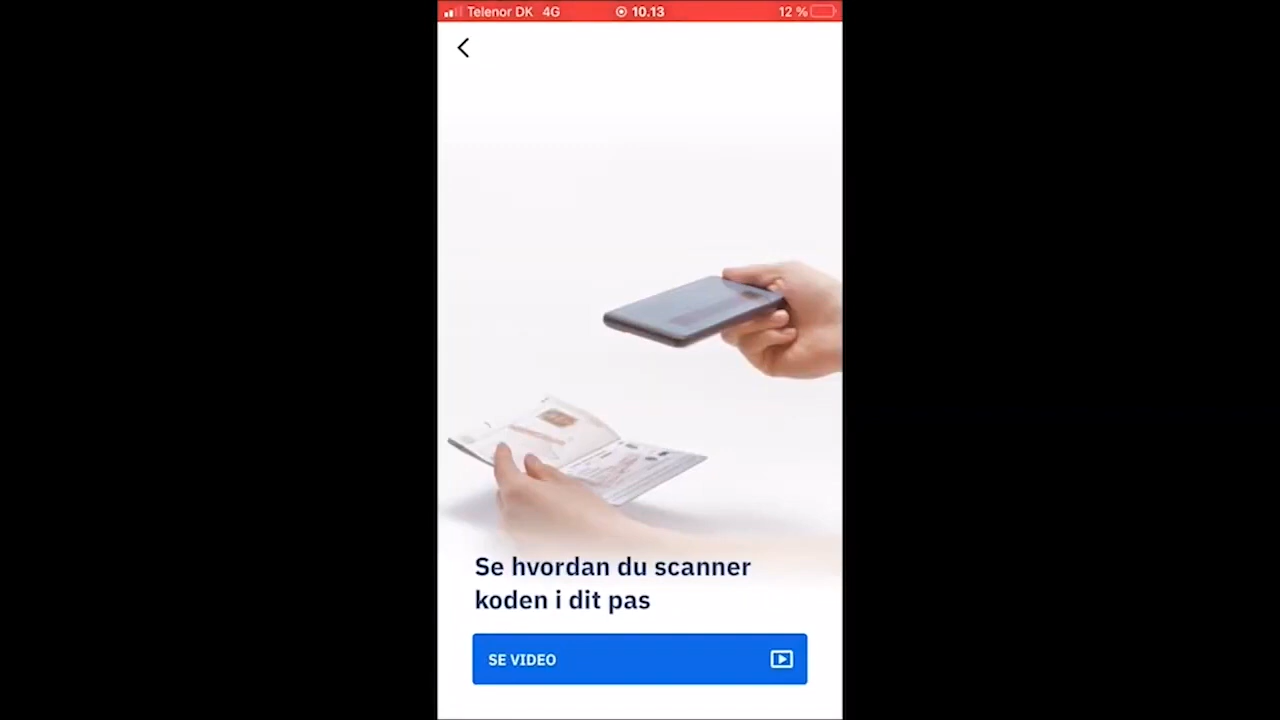 Telenor DK 4G 10.13 12 %
Se hvordan du scanner
koden i dit pas
SE VIDEO